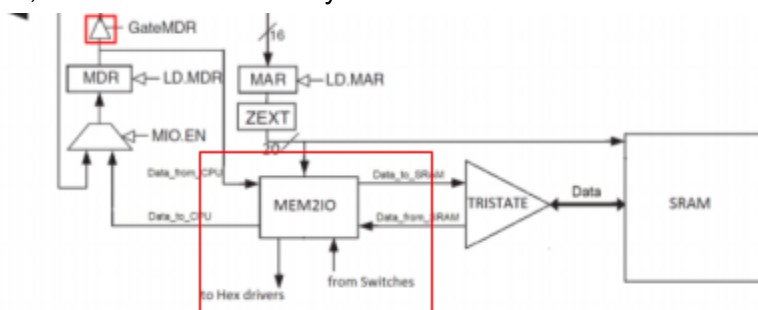 GateMDR
16
MDR
LD.MDR
MAR
LD.MAR
ZEXT
MIO.EN
20
Data_from_CPU
Data_to_SRAM
MEM2IO
TRISTATE
Data
SRAM
Data_to_CPU
Data_from_SRAM
from Switches
to Hex drivers